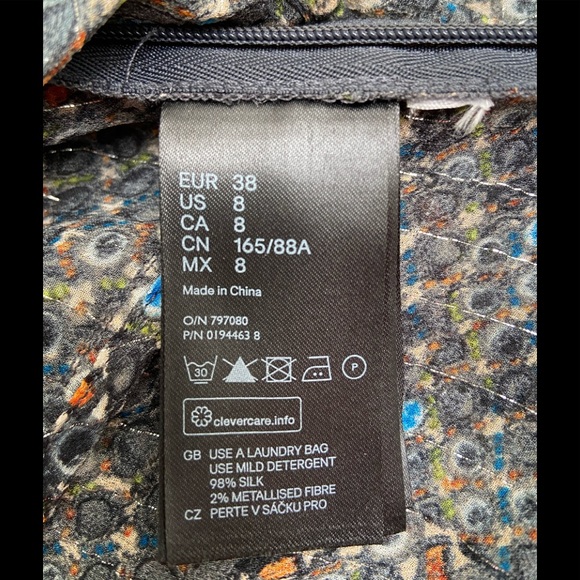 EUR 38
US 8
CA 8
CN 165/88A
MX 8
Made in China
O/N 797080
P/N 0194463 8
30 P
clevercare.info
GB USE A LAUNDRY BAG
USE MILD DETERGENT
98% SILK
2% METALLISED FIBRE
CZ PERTE V SÁČKU PRO